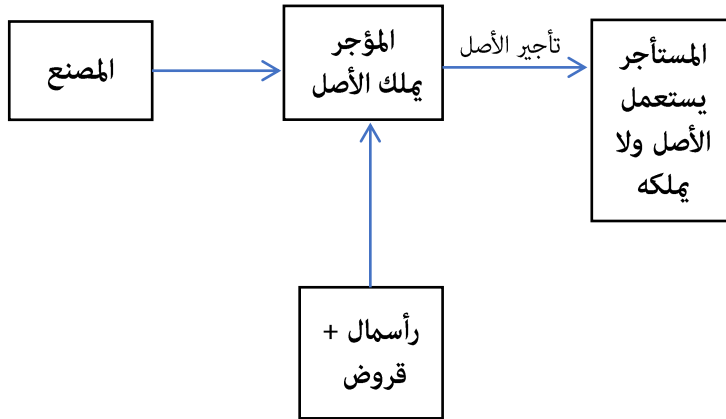 المصنع
المؤجر
يملك الأصل
تأجير الأصل
المستأجر
يستعمل
الأصل ولا
يملكه
رأسمال +
قروض